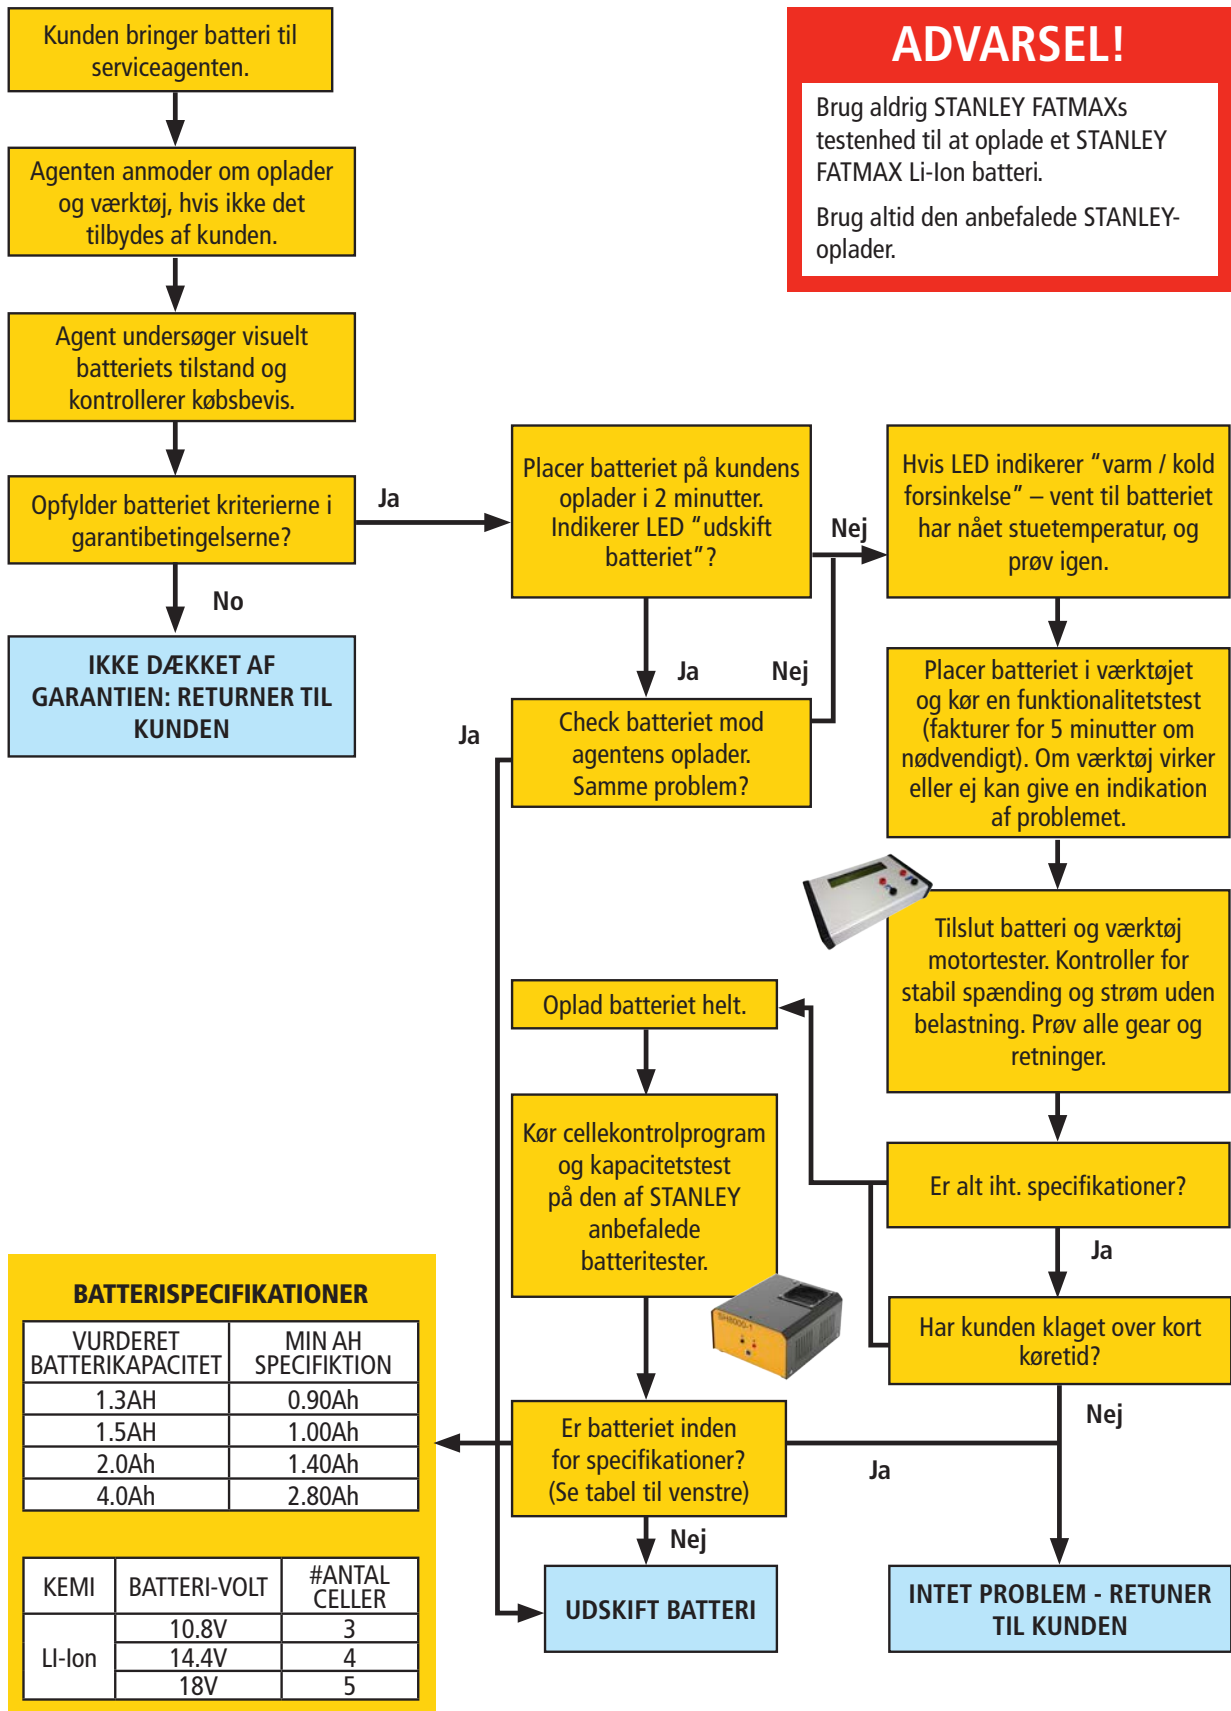 Kunden bringer batteri til
serviceagenten.
ADVARSEL!
Brug aldrig STANLEY FATMAXs
testenhed til at oplade et STANLEY
FATMAX Li-Ion batteri.
Brug altid den anbefalede STANLEY-
oplader.
Agenten anmoder om oplader
og værktøj, hvis ikke det
tilbydes af kunden.
Agent undersøger visuelt
batteriets tilstand og
kontrollerer købsbevis.
Opfylder batteriet kriterierne i
garantibetingelserne?
Ja
No
IKKE DÆKKET AF
GARANTIEN: RETURNER TIL
KUNDEN
Placer batteriet på kundens
oplader i 2 minutter.
Indikerer LED "udskift
batteriet"?
Nej
Ja
Nej
Check batteriet mod
agentens oplader.
Samme problem?
Ja
Hvis LED indikerer "varm / kold
forsinkelse" – vent til batteriet
har nået stuetemperatur, og
prøv igen.
Placer batteriet i værktøjet
og kør en funktionalitetstest
(fakturer for 5 minutter om
nødvendigt). Om værktøj virker
eller ej kan give en indikation
af problemet.
Tilslut batteri og værktøj
motortester. Kontroller for
stabil spænding og strøm uden
belastning. Prøv alle gear og
retninger.
Er alt iht. specifikationer?
Ja
Har kunden klaget over kort
køretid?
Nej
INTET PROBLEM - RETUNER
TIL KUNDEN
Oplad batteriet helt.
Kør cellekontrolprogram
og kapacitetstest
på den af STANLEY
anbefalede
batteritester.
SH8000-1
Er batteriet inden
for specifikationer?
(Se tabel til venstre)
Ja
Nej
UDSKIFT BATTERI
BATTERISPECIFIKATIONER
VURDERET BATTERIKAPACITET MIN AH SPECIFIKTION
1.3AH 0.90Ah
1.5AH 1.00Ah
2.0Ah 1.40Ah
4.0Ah 2.80Ah
KEMI BATTERI-VOLT #ANTAL CELLER
LI-Ion 10.8V 3
14.4V 4
18V 5